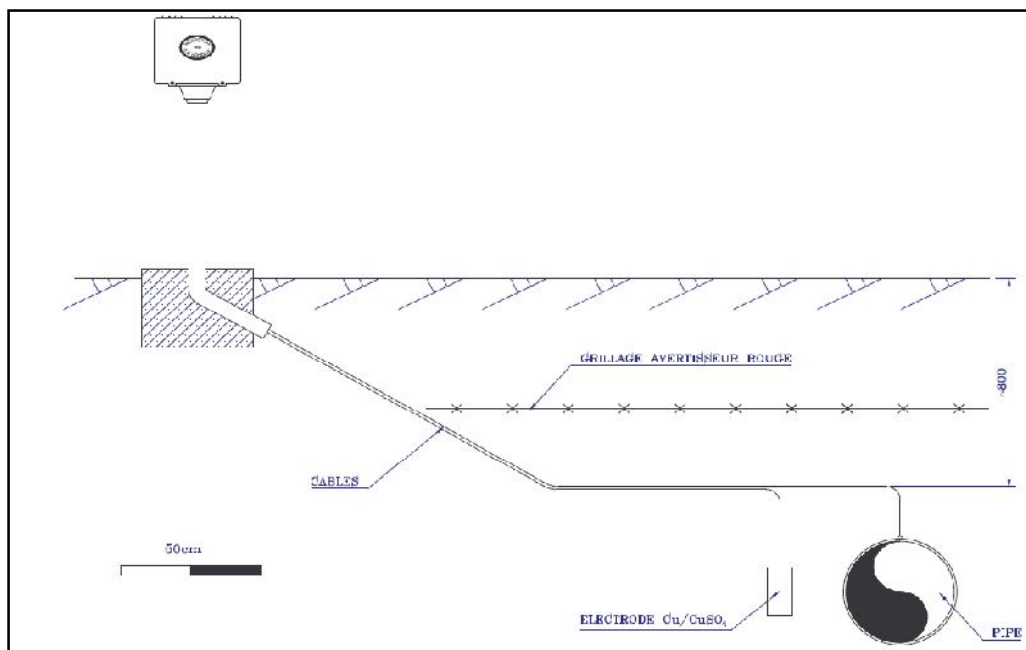 GRILLAGE AVERTISSEUR ROUGE
-800
CABLES
50cm
ELECTRODE Cu/CuSO₄
PIPE